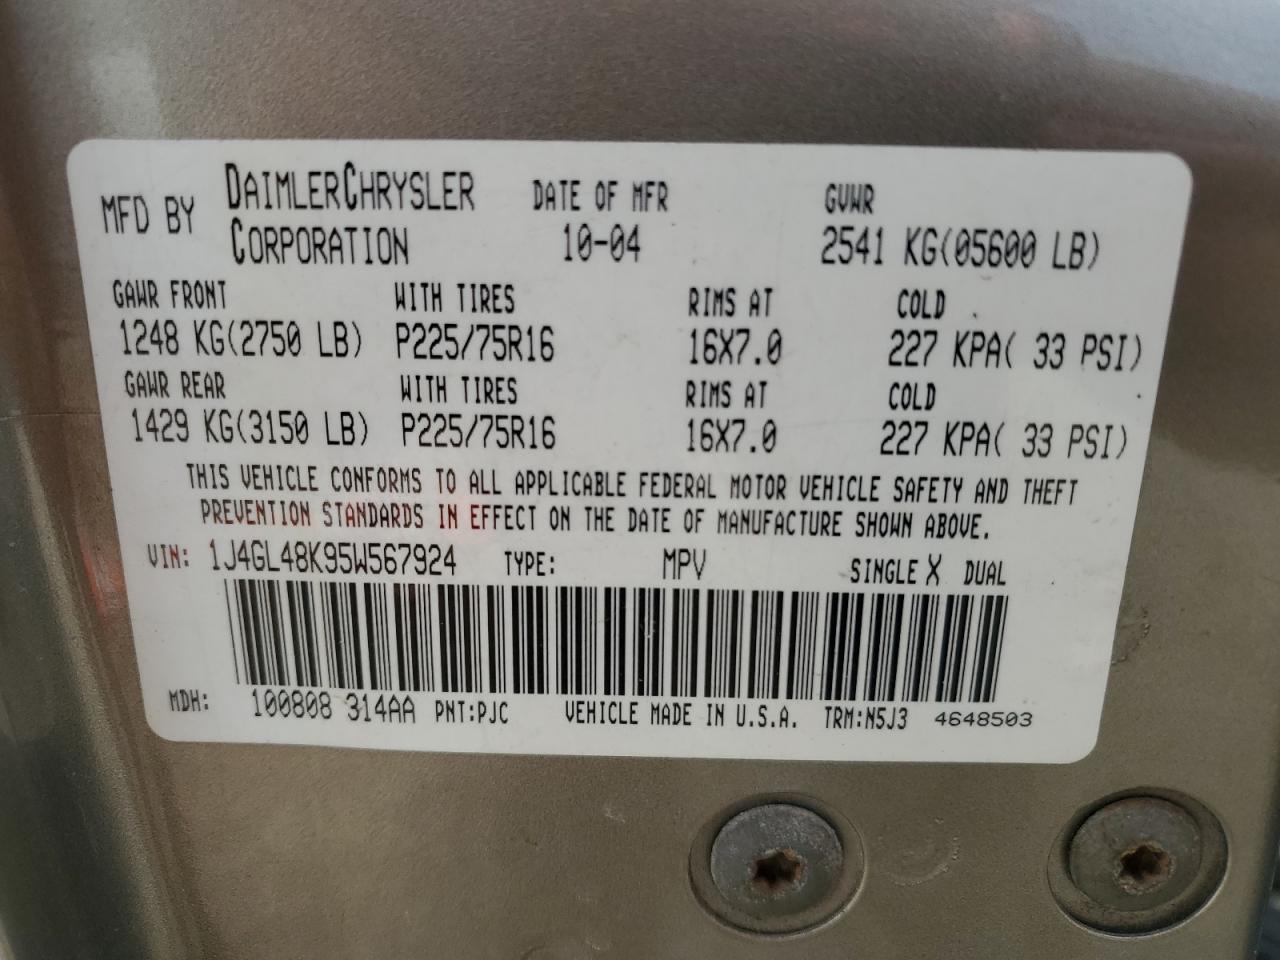 MFD BY DAIMLERCHRYSLER CORPORATION DATE OF MFR GVWR
10-04 2541 KG(05600 LB)
GAWR FRONT WITH TIRES RIMS AT COLD
1248 KG(2750 LB) P225/75R16 16X7.0 227 KPA( 33 PSI)
GAWR REAR WITH TIRES RIMS AT COLD
1429 KG(3150 LB) P225/75R16 16X7.0 227 KPA( 33 PSI)
THIS VEHICLE CONFORMS TO ALL APPLICABLE FEDERAL MOTOR VEHICLE SAFETY AND THEFT
PREVENTION STANDARDS IN EFFECT ON THE DATE OF MANUFACTURE SHOWN ABOVE.
VIN: 1J4GL48K95W567924 TYPE: MPV SINGLE X DUAL
MDH: 100808 314AA PNT:PJC VEHICLE MADE IN U.S.A. TRM:N5J3 4648503